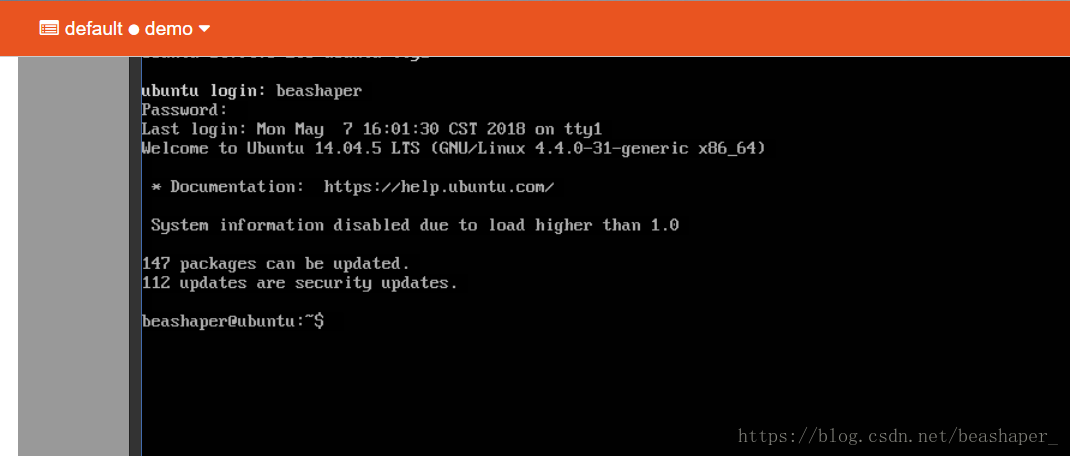 default ● demo
ubuntu login: beashaper
Password:
Last login: Mon May  7 16:01:30 CST 2018 on tty1
Welcome to Ubuntu 14.04.5 LTS (GNU/Linux 4.4.0-31-generic x86_64)
* Documentation:  https://help.ubuntu.com/
System information disabled due to load higher than 1.0
147 packages can be updated.
112 updates are security updates.
beashaper@ubuntu:~$
https://blog.csdn.net/beashaper_